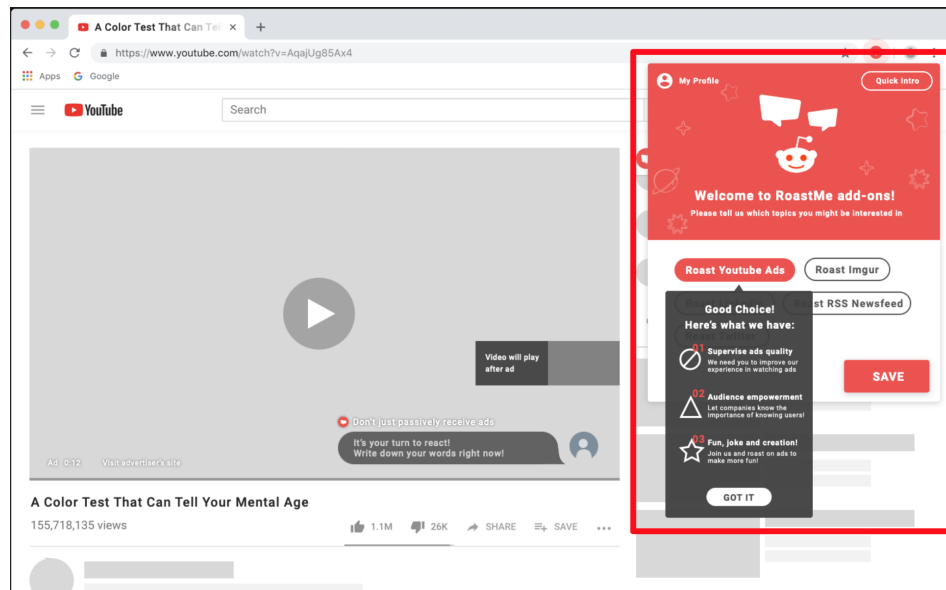 A Color Test That Can Tel
https://www.youtube.com/watch?v=AqajUg85Ax4
Apps
Google
YouTube
Search
My Profile
Quick Intro
Welcome to RoastMe add-ons!
Please tell us which topics you might be interested in
Roast Youtube Ads
Roast Imgur
st RSS Newsfeed
Good Choice!
Here's what we have:
01
Supervise ads quality
We need you to improve our
experience in watching ads
02
Audience empowerment
Let companies know the
importance of knowing users!
03
Fun, joke and creation!
Join us and roast on ads to
make more fun!
GOT IT
SAVE
Video will play
after ad
Don't just passively receive ads
It's your turn to react!
Write down your words right now!
Ad 0:12
Visit advertiser's site
A Color Test That Can Tell Your Mental Age
155,718,135 views
1.1M
26K
SHARE
SAVE